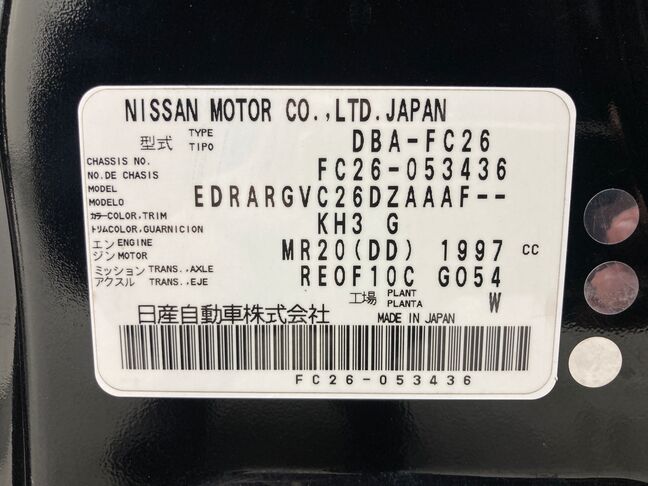 NISSAN MOTOR CO.,LTD.JAPAN
型式 TYPE TIPO DBA-FC26
CHASSIS NO. NO.DE CHASIS FC26-053436
MODEL MODELO EDRARGVC26DZAAAF--
カラー COLOR,TRIM トリム COLOR,GUARNICION KH3 G
エンジン ENGINE MOTOR MR20(DD) 1997 CC
ミッション TRANS.,AXLE アクスル TRANS.,EJE RE0F10C G054
工場 PLANT PLANTA W
日産自動車株式会社 MADE IN JAPAN
FC26-053436